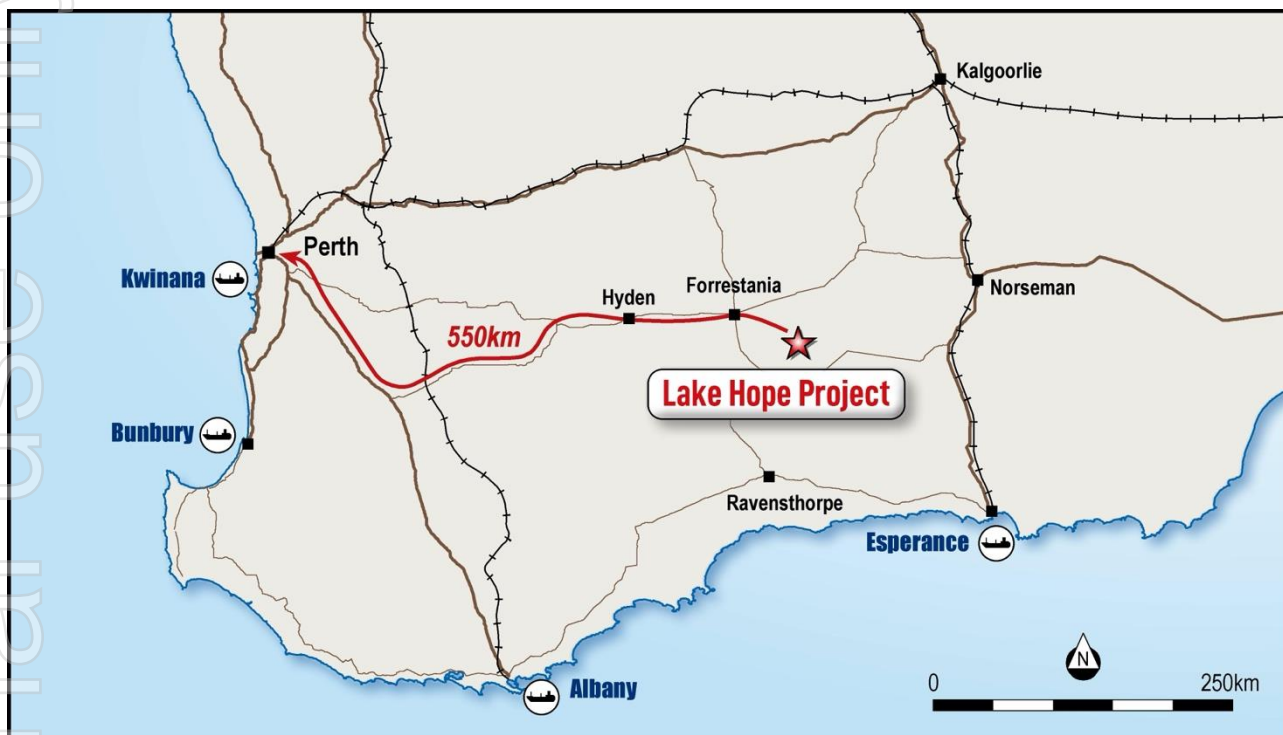 Kalgoorlie
Perth
Kwinana
Forrestania
Hyden
Norseman
550km
Lake Hope Project
Bunbury
Ravensthorpe
Esperance
Albany
N
0 250km